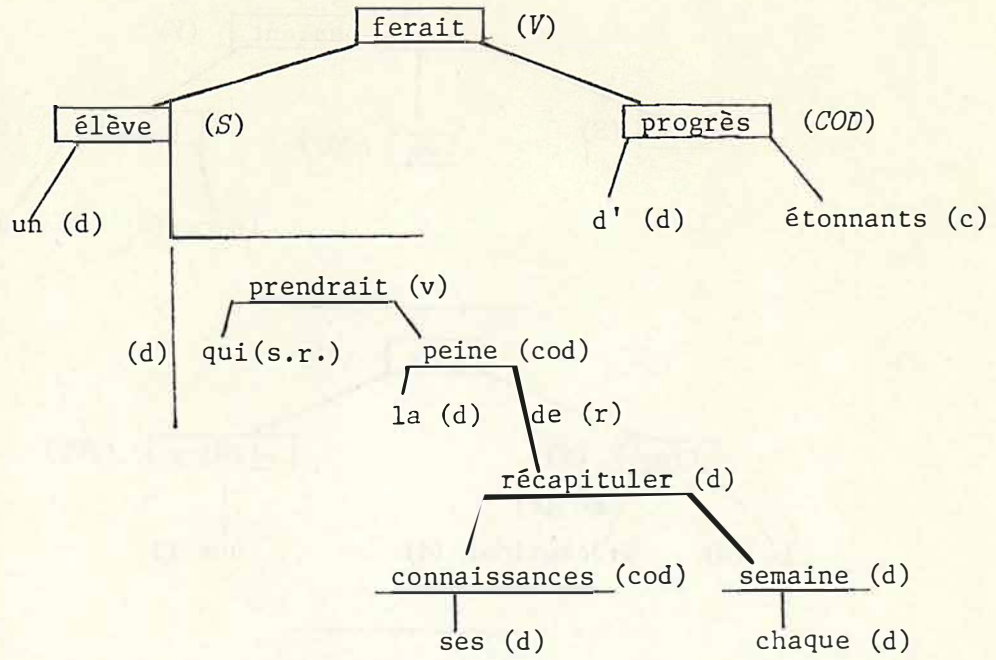 ferait (V)
élève (S) progrès (COD)
un (d) d' (d) étonnants (c)
prendrait (v)
(d) qui(s.r.) peine (cod)
la (d) de (r)
récapituler (d)
connaissances (cod) semaine (d)
ses (d) chaque (d)